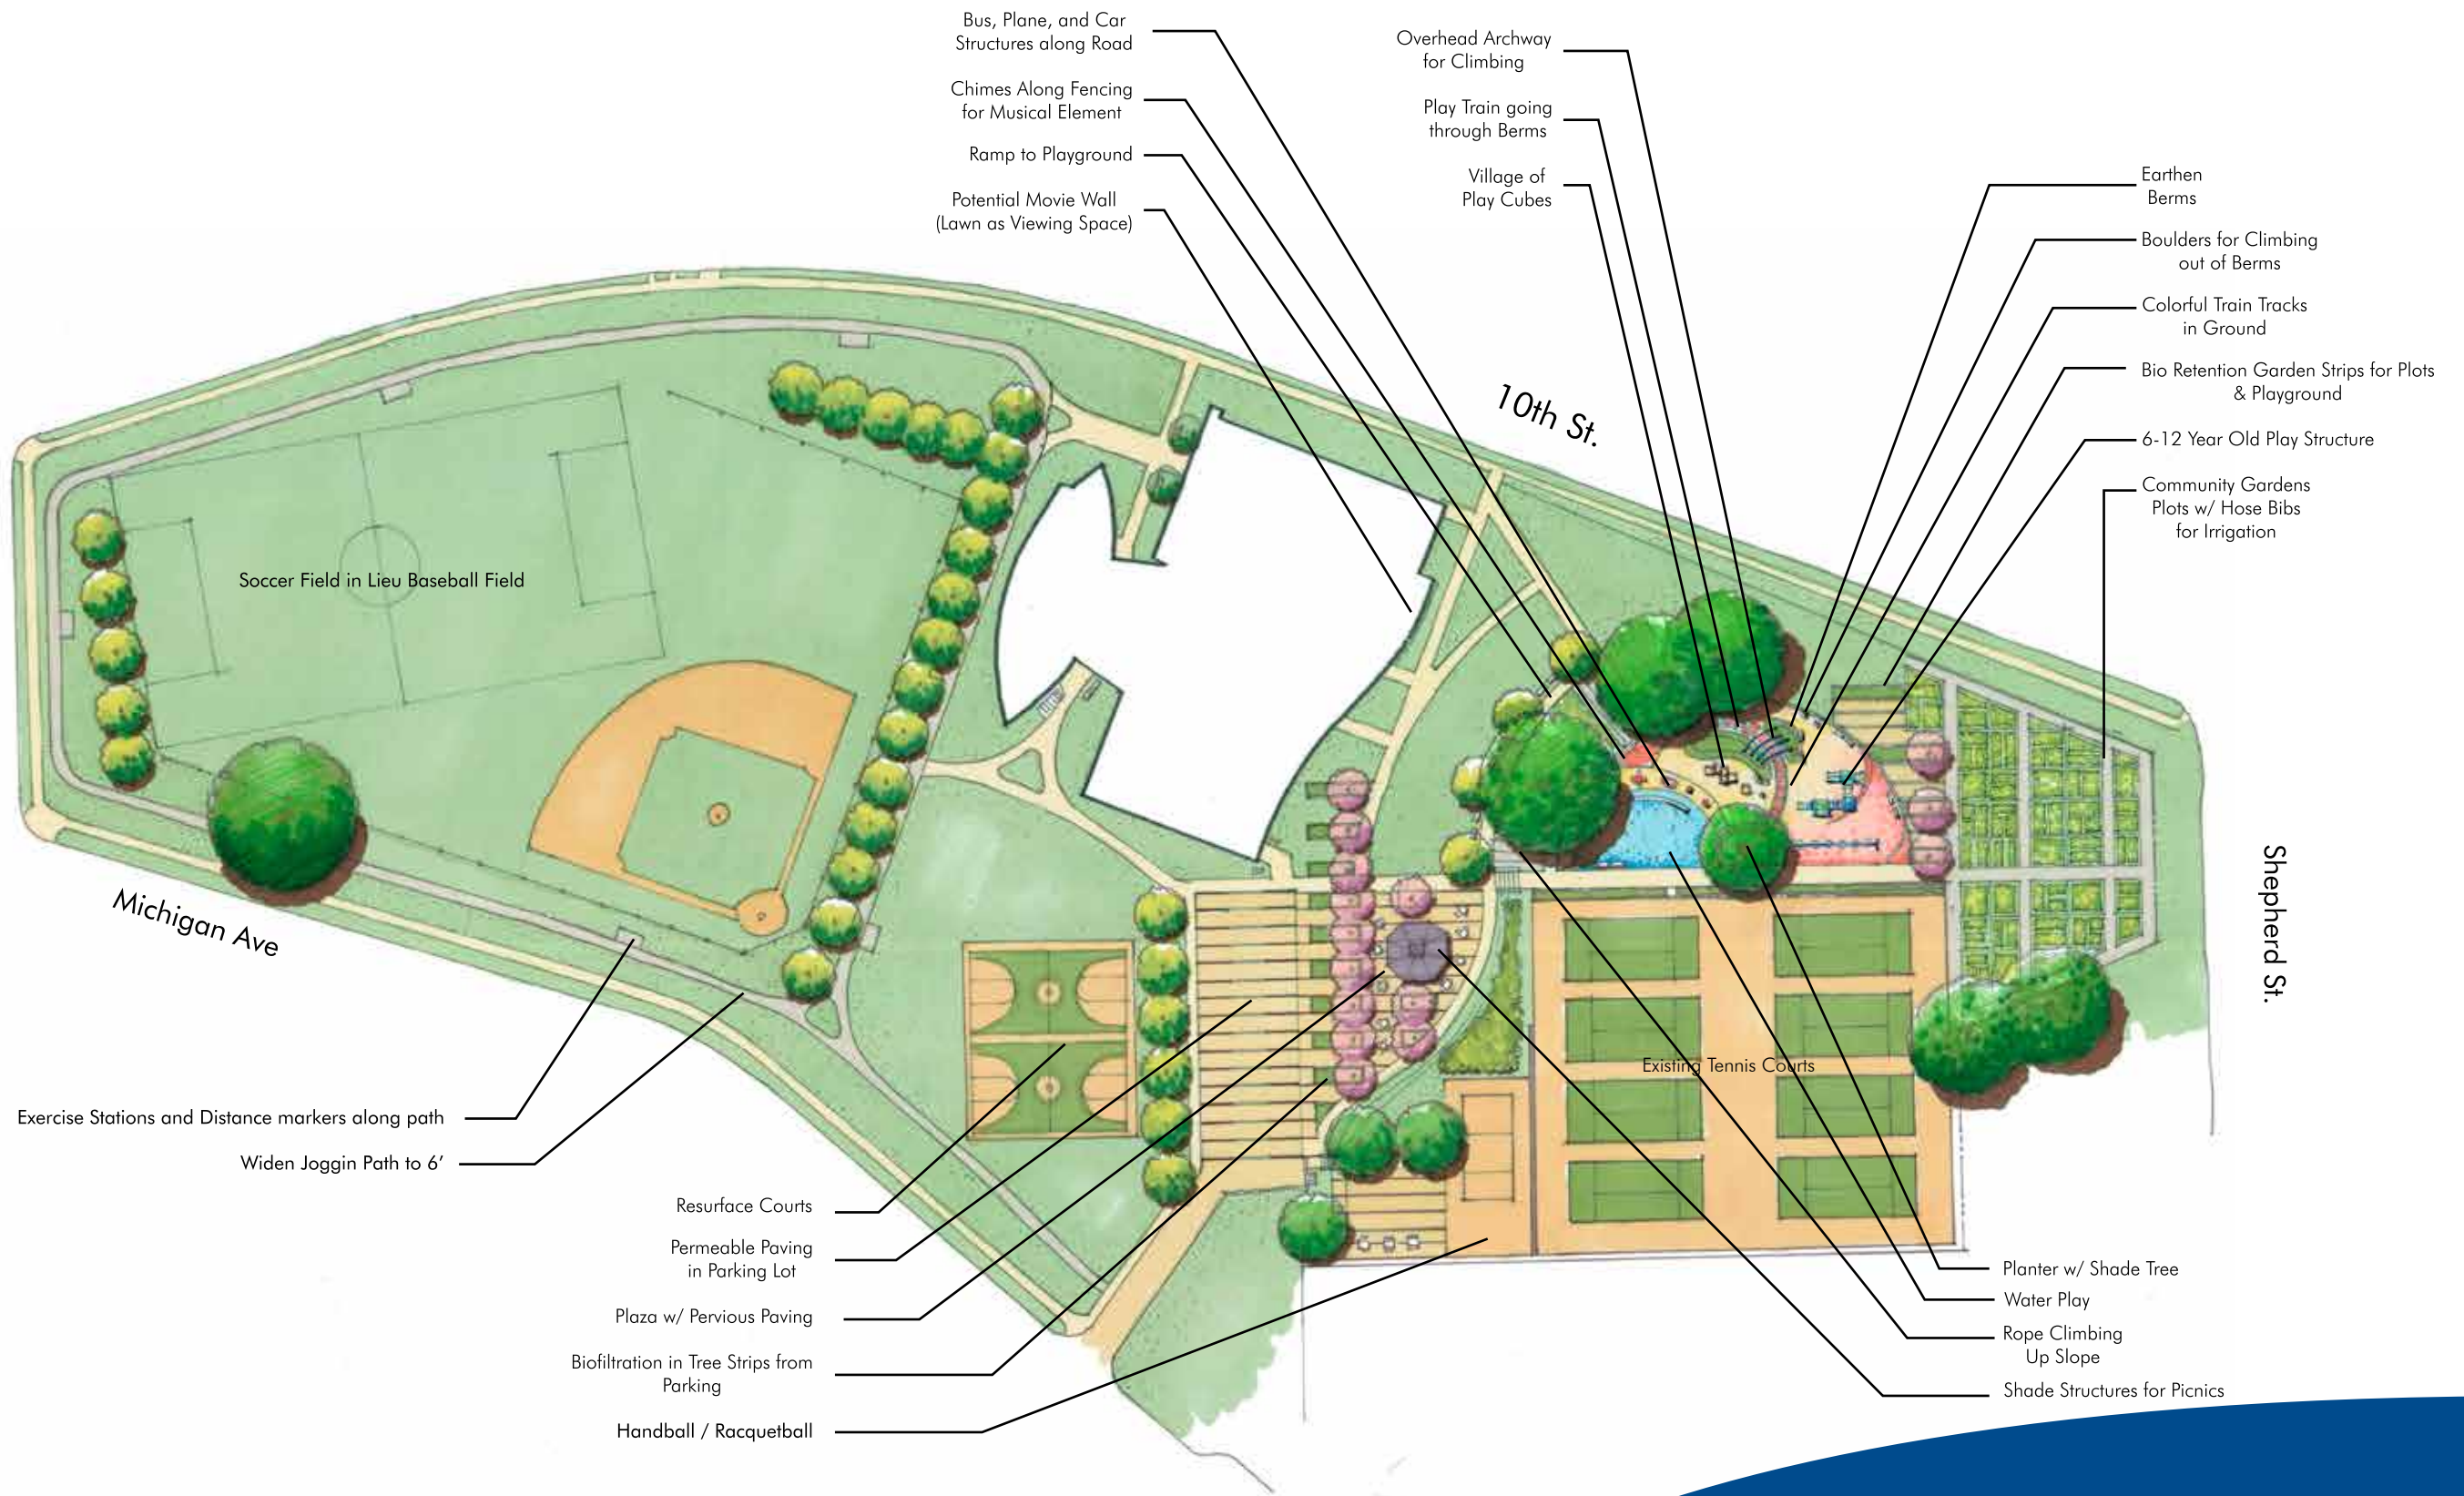 Bus, Plane, and Car
Structures along Road
Chimes Along Fencing
for Musical Element
Ramp to Playground
Potential Movie Wall
(Lawn as Viewing Space)
Overhead Archway
for Climbing
Play Train going
through Berms
Village of
Play Cubes
Earthen
Berms
Boulders for Climbing
out of Berms
Colorful Train Tracks
in Ground
Bio Retention Garden Strips for Plots
& Playground
6-12 Year Old Play Structure
Community Gardens
Plots w/ Hose Bibs
for Irrigation
10th St.
Soccer Field in Lieu Baseball Field
Michigan Ave
Shepherd St.
Existing Tennis Courts
Exercise Stations and Distance markers along path
Widen Joggin Path to 6’
Resurface Courts
Permeable Paving
in Parking Lot
Plaza w/ Pervious Paving
Biofiltration in Tree Strips from
Parking
Handball / Racquetball
Planter w/ Shade Tree
Water Play
Rope Climbing
Up Slope
Shade Structures for Picnics